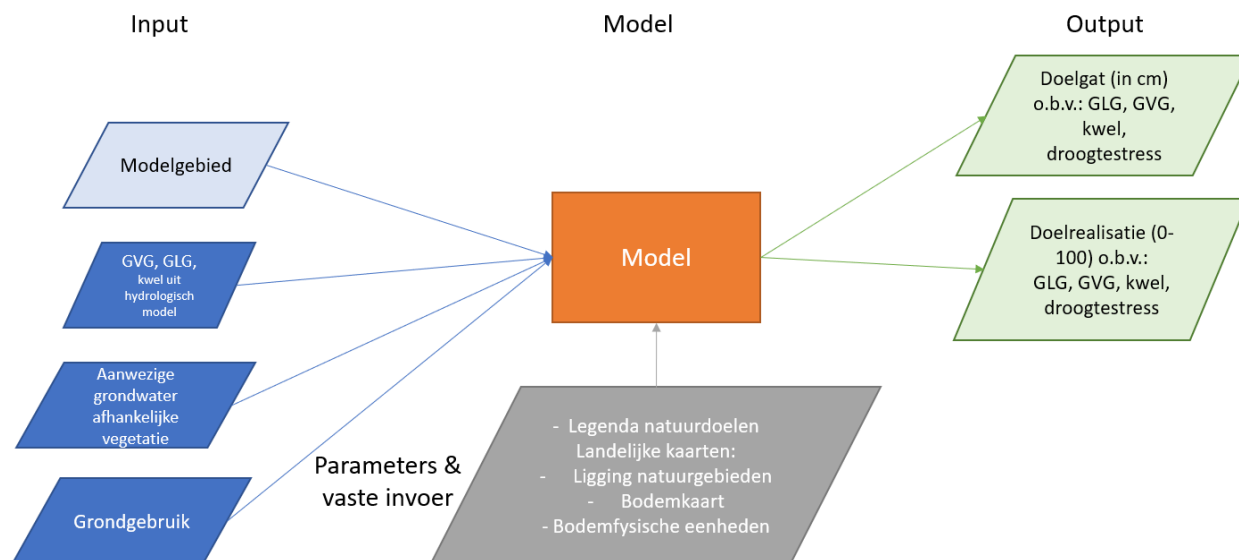 Input
Model
Output
Modelgebied
GVG, GLG,
kwel uit
hydrologisch
model
Aanwezige
grondwater
afhankelijke
vegetatie
Grondgebruik
Model
Parameters &
vaste invoer
- Legenda natuurdoelen
Landelijke kaarten:
- Ligging natuurgebieden
- Bodemkaart
- Bodemfysische eenheden
Doelgat (in cm)
o.b.v.: GLG, GVG,
kwel,
droogtestress
Doelrealisatie (0-
100) o.b.v.:
GLG, GVG, kwel,
droogtestress